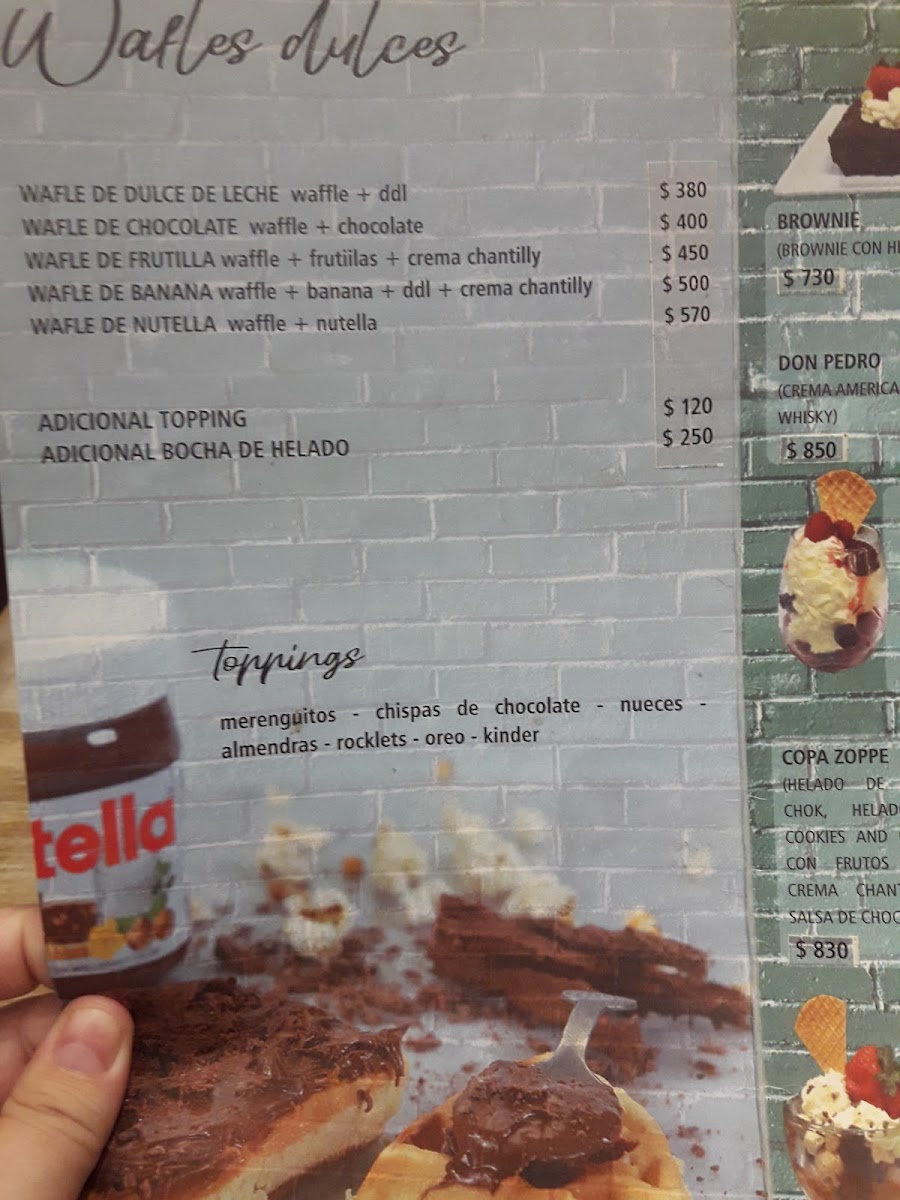 Wafles dulces
WAFLE DE DULCE DE LECHE waffle + ddl $ 380
WAFLE DE CHOCOLATE waffle + chocolate $ 400
WAFLE DE FRUTILLA waffle + frutiilas + crema chantilly $ 450
WAFLE DE BANANA waffle + banana + ddl + crema chantilly $ 500
WAFLE DE NUTELLA waffle + nutella $ 570
ADICIONAL TOPPING $ 120
ADICIONAL BOCHA DE HELADO $ 250
toppings
merenguitos - chispas de chocolate - nueces -
almendras - rocklets - oreo - kinder
tella
BROWNIE
(BROWNIE CON
$ 730
DON PEDRO
(CREMA AMERICA
WHISKY)
$ 850
COPA ZOPPE
(HELADO DE
CHOK, HELAD
COOKIES AND
CON FRUTOS
CREMA CHAN
SALSA DE CHOC
$ 830